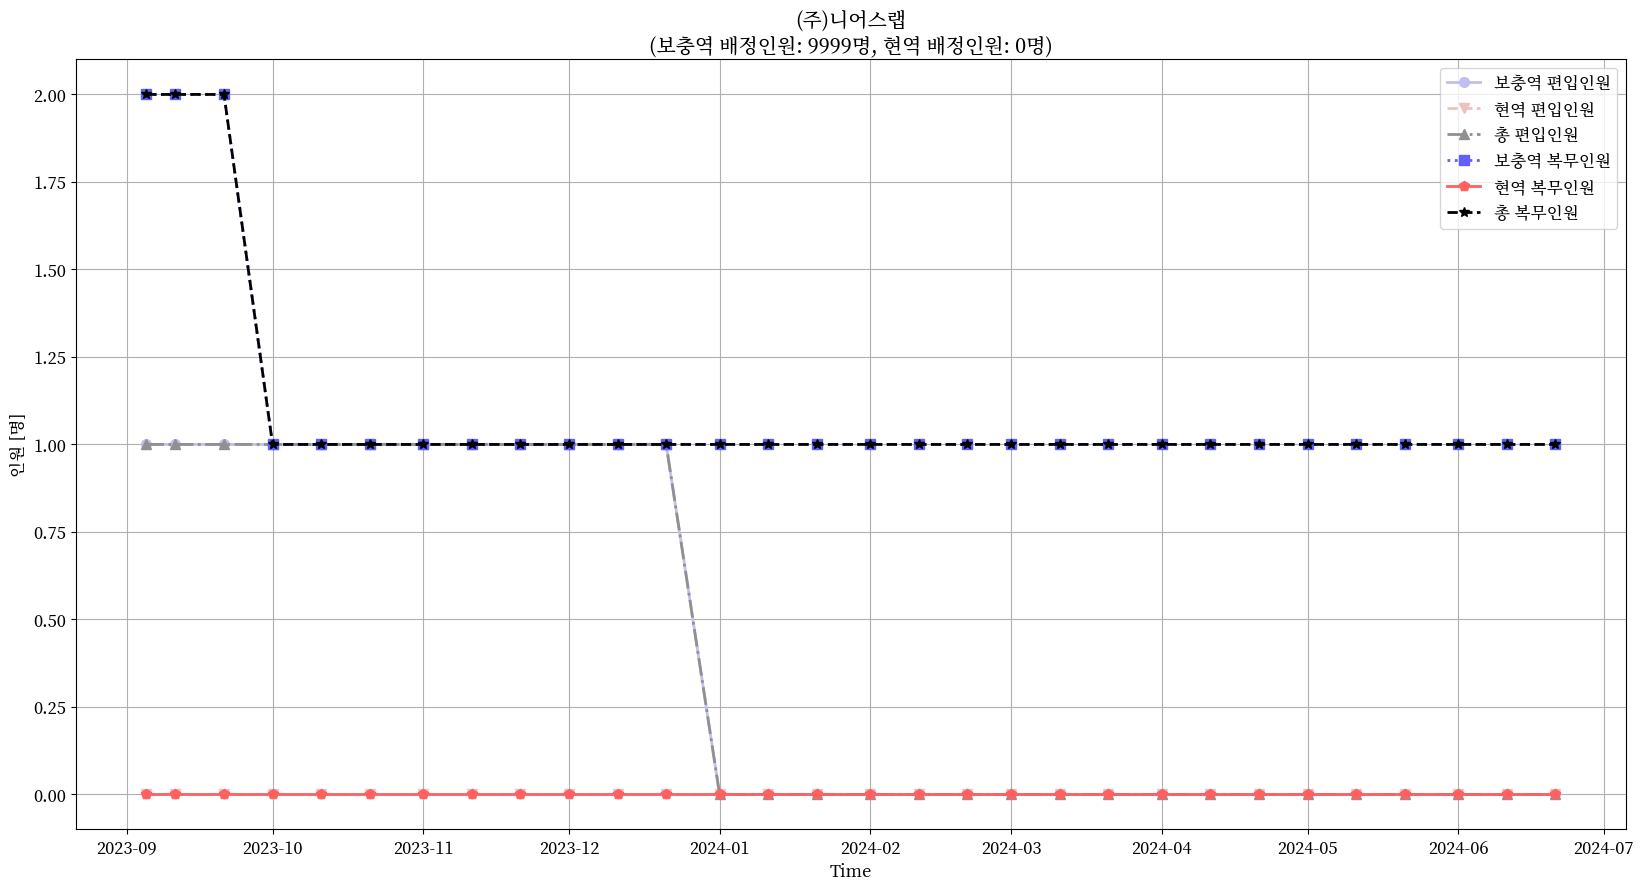 (주)니어스랩
(보충역 배정인원: 9999명, 현역 배정인원: 0명)
보충역 편입인원
현역 편입인원
총 편입인원
보충역 복무인원
현역 복무인원
총 복무인원
2.00
1.75
1.50
1.25
1.00
0.75
0.50
0.25
0.00
인원 [명]
2023-09 2023-10 2023-11 2023-12 2024-01 2024-02 2024-03 2024-04 2024-05 2024-06 2024-07
Time